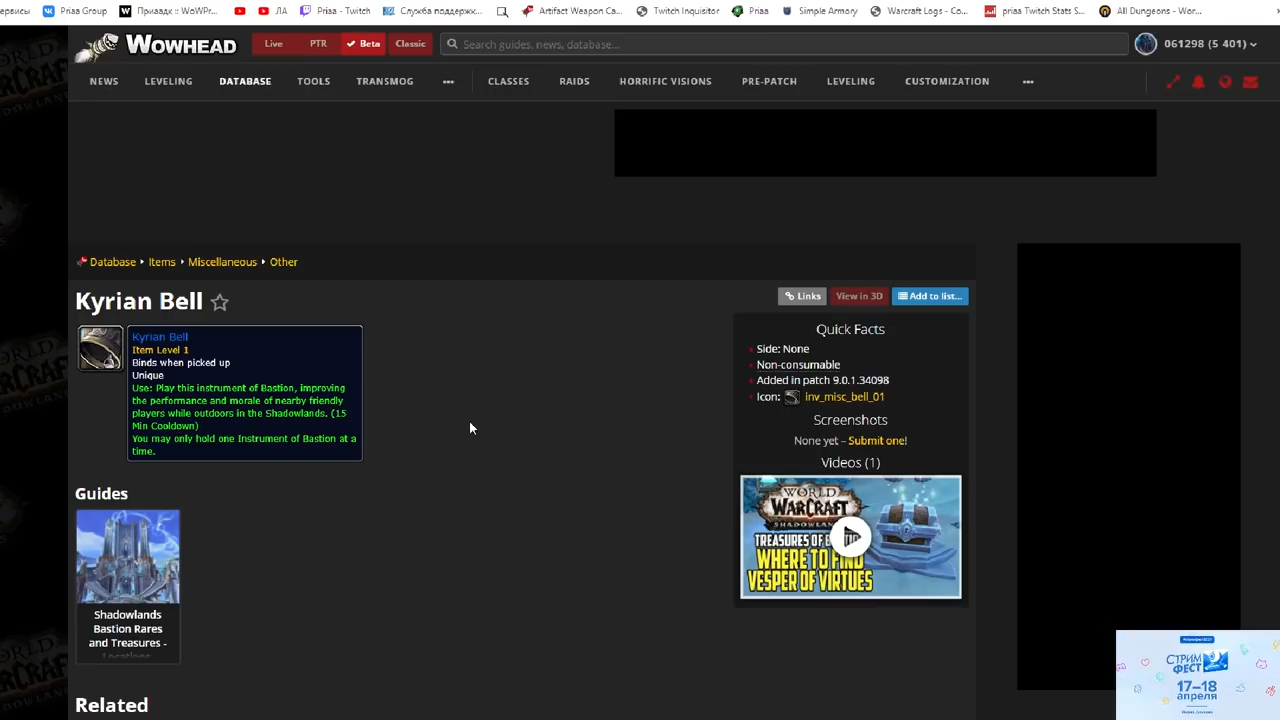 ервисы Priaa Group Приаадк :: WoWPr... ЛА Priaa - Twitch Служба поддержк... Artifact Weapon Ca... Twitch Inquisitor Priaa Simple Armory Warcraft Logs - Co... priaa Twitch Stats S... All Dungeons - Wor...
WOWHEAD Live PTR Beta Classic Search guides, news, database... 061298 (5 401)
NEWS LEVELING DATABASE TOOLS TRANSMOG ••• CLASSES RAIDS HORRIFIC VISIONS PRE-PATCH LEVELING CUSTOMIZATION •••
Database Items Miscellaneous Other
Kyrian Bell
Links View in 3D Add to list...
Kyrian Bell
Item Level 1
Binds when picked up
Unique
Use: Play this instrument of Bastion, improving
the performance and morale of nearby friendly
players while outdoors in the Shadowlands. (15
Min Cooldown)
You may only hold one Instrument of Bastion at a
time.
Quick Facts
Side: None
Non-consumable
Added in patch 9.0.1.34098
Icon: inv_misc_bell_01
Screenshots
None yet – Submit one!
Videos (1)
WORLD
WARCRAFT
SHADOWLANDS
TREASURES OF BASTION
WHERE TO FIND
VESPER OF VIRTUES
Guides
Shadowlands
Bastion Rares
and Treasures -
Locations
Related
СТРИМ
ФЕСТ
17–18
апреля